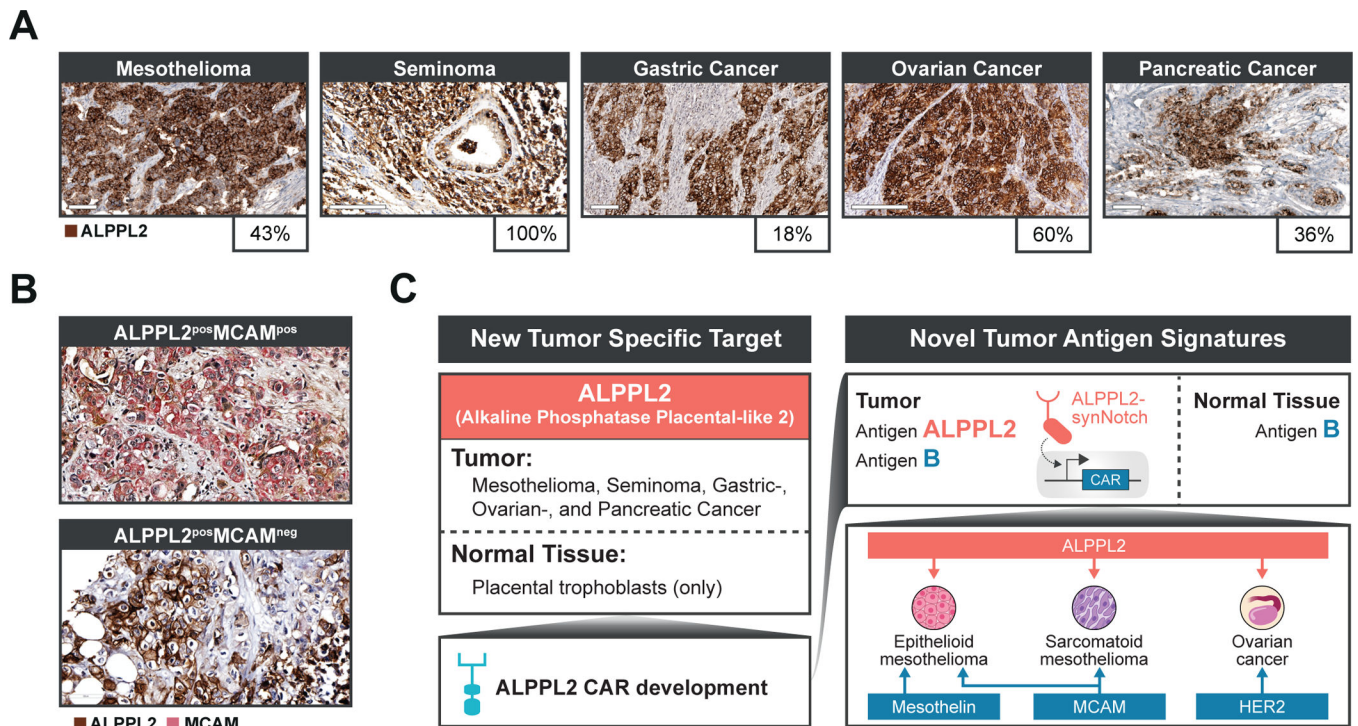 A
Mesothelioma
Seminoma
Gastric Cancer
Ovarian Cancer
Pancreatic Cancer
ALPPL2
43%
100%
18%
60%
36%
B
ALPPL2posMCAMpos
ALPPL2posMCAMneg
ALPPL2 MCAM
C
New Tumor Specific Target
ALPPL2
(Alkaline Phosphatase Placental-like 2)
Tumor:
Mesothelioma, Seminoma, Gastric-,
Ovarian-, and Pancreatic Cancer
Normal Tissue:
Placental trophoblasts (only)
ALPPL2 CAR development
Novel Tumor Antigen Signatures
Tumor
Antigen ALPPL2
Antigen B
ALPPL2-
synNotch
CAR
Normal Tissue
Antigen B
ALPPL2
Epithelioid
mesothelioma
Sarcomatoid
mesothelioma
Ovarian
cancer
Mesothelin
MCAM
HER2